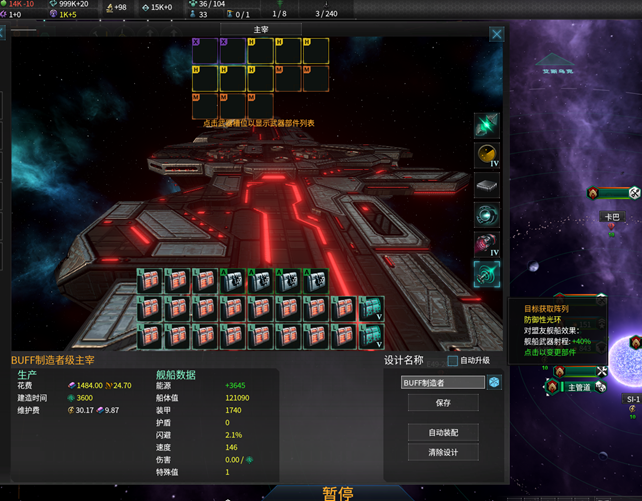 14K -10
999K+20
+98
15K+0
36 / 104
1+0
1K+5
33
0 / 1
1 / 8
3 / 240
主宰
X X H H H
H H H M M
M M M
点击武器槽位以显示武器部件列表
IV
IV
L L L A A A A
L L L L L L L L
V
L L L L L L L L
V
卡巴
目标获取阵列
防御性光环
对盟友舰船效果:
舰船武器射程: +40%
点击以变更部件
10
主管道
SI-1
10
BUFF制造者级主宰
设计名称
自动升级
生产
花费
1484.00
24.70
建造时间
3600
维护费
30.17
9.87
舰船数据
能源
+3645
船体值
121090
装甲
1740
护盾
0
闪避
2.1%
速度
146
伤害
0.00 /
特殊值
1
BUFF制造者
保存
自动装配
清除设计
暂停